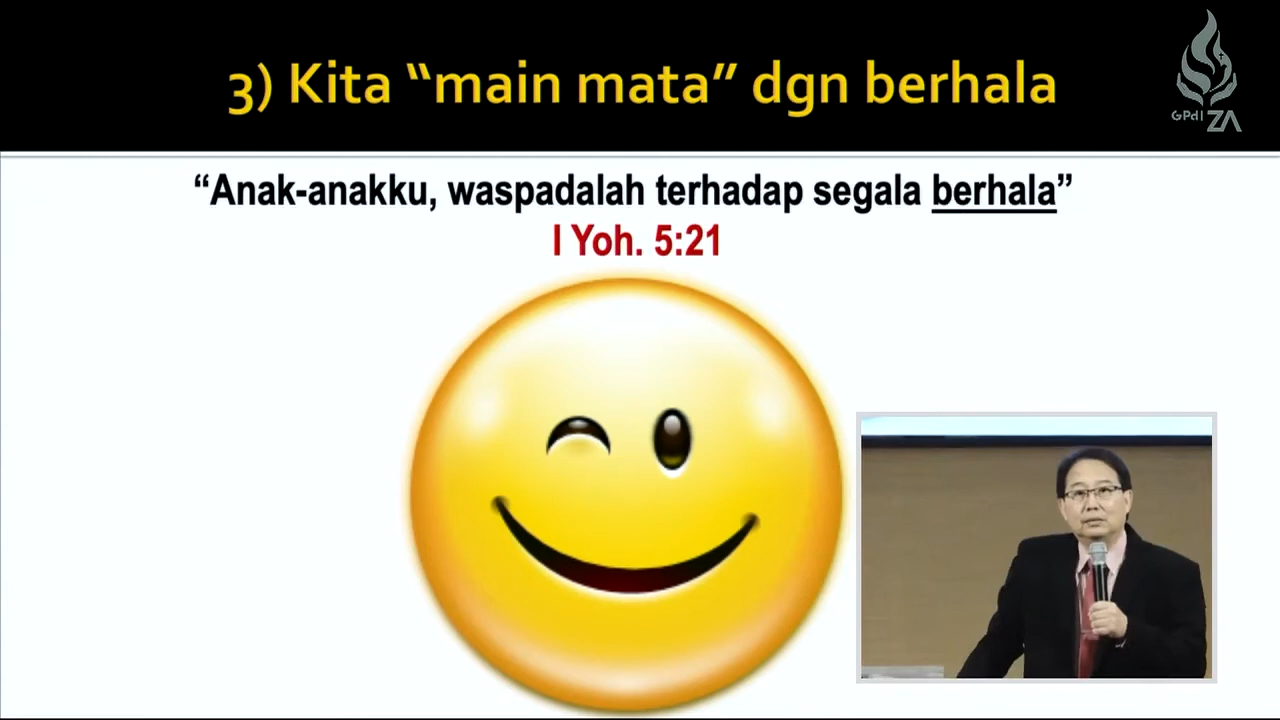 3) Kita “main mata” dgn berhala
GPdI ZA
“Anak-anakku, waspadalah terhadap segala berhala”
I Yoh. 5:21